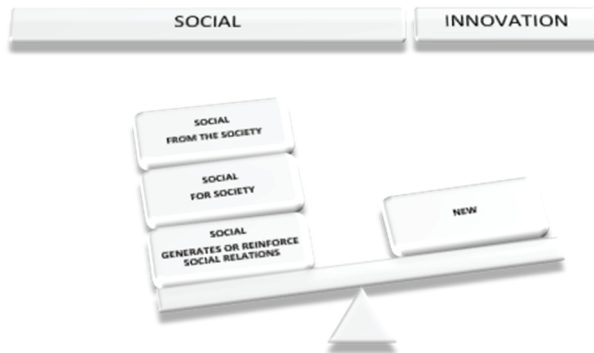 SOCIAL
INNOVATION
SOCIAL
FROM THE SOCIETY
SOCIAL
FOR SOCIETY
SOCIAL
GENERATES OR REINFORCE
SOCIAL RELATIONS
NEW